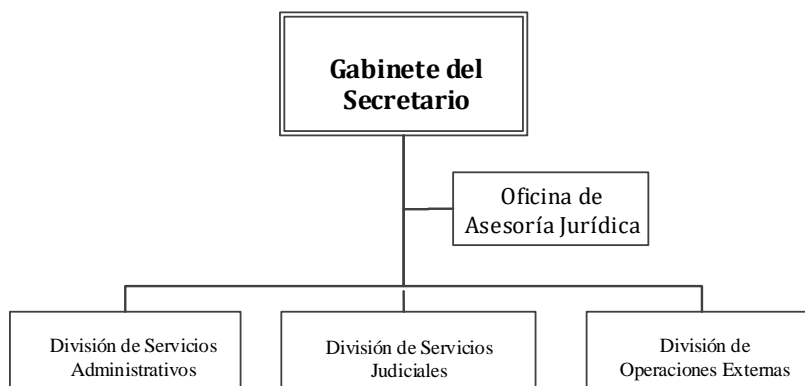 Gabinete del
Secretario
Oficina de
Asesoría Jurídica
División de Servicios
Administrativos
División de Servicios
Judiciales
División de
Operaciones Externas